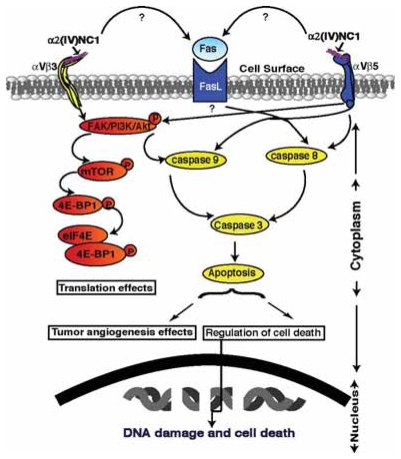 ? ?
α2(IV)NC1 α2(IV)NC1
Fas
αVβ3 αVβ5
Cell Surface
FasL
?
P
FAK/PI3K/Akt
caspase 9 caspase 8
P
mTOR
4E-BP1 P
Caspase 3
eIF4E
4E-BP1 P
Apoptosis
Translation effects
Cytoplasm
Tumor angiogenesis effects Regulation of cell death
Nucleus
DNA damage and cell death